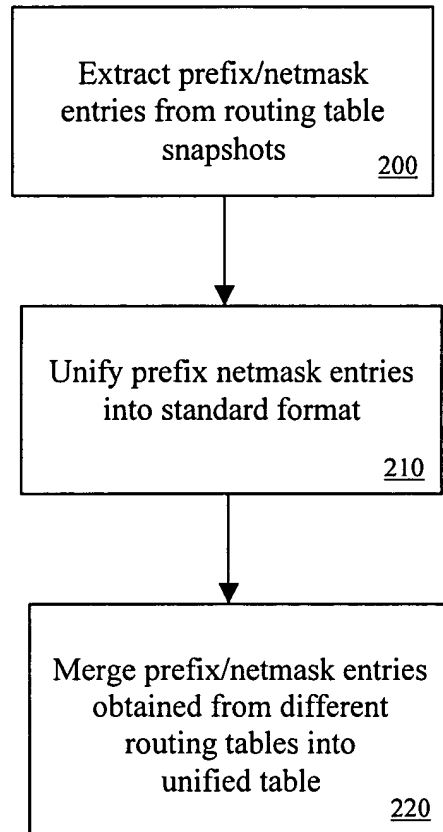 Extract prefix/netmask
entries from routing table
snapshots
200
Unify prefix netmask entries
into standard format
210
Merge prefix/netmask entries
obtained from different
routing tables into
unified table
220